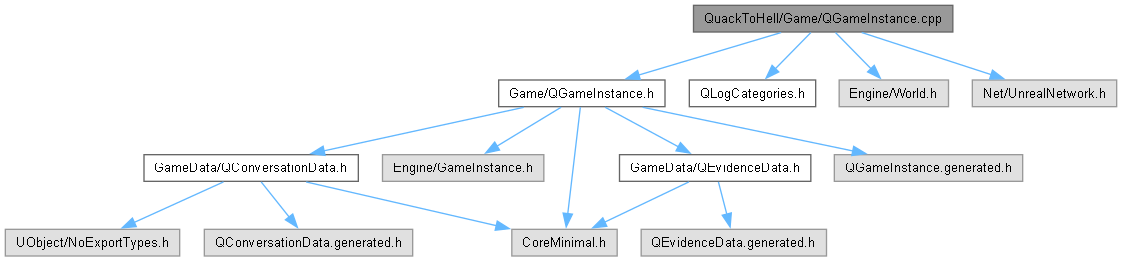 QuackToHell/Game/QGameInstance.cpp
Game/QGameInstance.h
QLogCategories.h
Engine/World.h
Net/UnrealNetwork.h
GameData/QConversationData.h
Engine/GameInstance.h
GameData/QEvidenceData.h
QGameInstance.generated.h
UObject/NoExportTypes.h
QConversationData.generated.h
CoreMinimal.h
QEvidenceData.generated.h